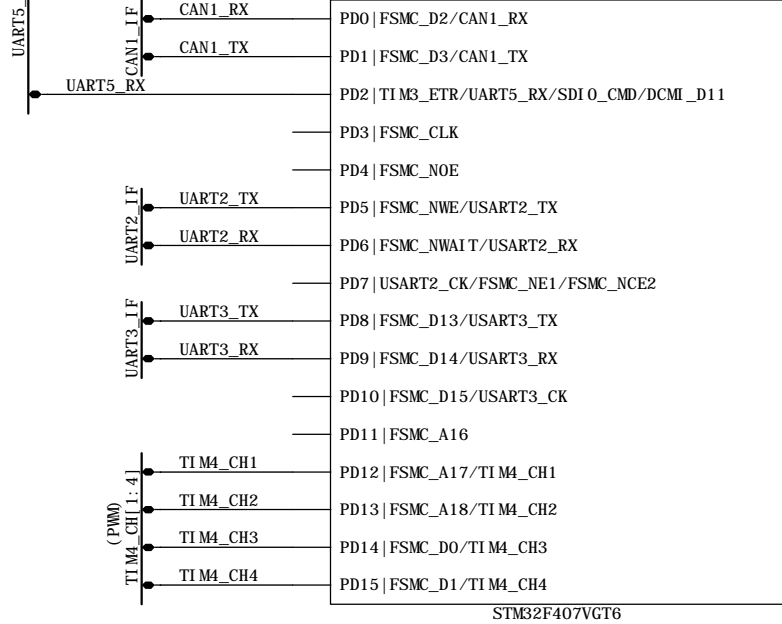 UART5_
CAN1_IF
CAN1_RX
PD0|FSMC_D2/CAN1_RX
CAN1_TX
PD1|FSMC_D3/CAN1_TX
UART5_RX
PD2|TIM3_ETR/UART5_RX/SDIO_CMD/DCMI_D11
PD3|FSMC_CLK
PD4|FSMC_NOE
UART2_IF
UART2_TX
PD5|FSMC_NWE/USART2_TX
UART2_RX
PD6|FSMC_NWAIT/USART2_RX
PD7|USART2_CK/FSMC_NE1/FSMC_NCE2
UART3_IF
UART3_TX
PD8|FSMC_D13/USART3_TX
UART3_RX
PD9|FSMC_D14/USART3_RX
PD10|FSMC_D15/USART3_CK
PD11|FSMC_A16
(PWM)
TIM4_CH[1:4]
TIM4_CH1
PD12|FSMC_A17/TIM4_CH1
TIM4_CH2
PD13|FSMC_A18/TIM4_CH2
TIM4_CH3
PD14|FSMC_D0/TIM4_CH3
TIM4_CH4
PD15|FSMC_D1/TIM4_CH4
STM32F407VGT6